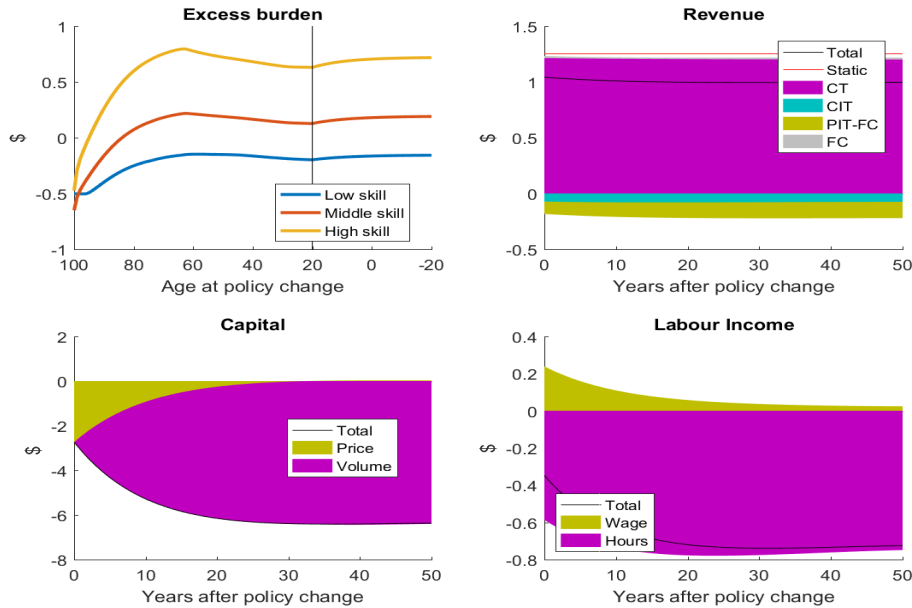 Excess burden
1
0.5
0
-0.5
-1
$
100
80
60
40
20
0
-20
Age at policy change
Low skill
Middle skill
High skill
Revenue
1.5
1
0.5
0
-0.5
$
0
10
20
30
40
50
Years after policy change
Total
Static
CT
CIT
PIT-FC
FC
Capital
2
0
-2
-4
-6
-8
$
0
10
20
30
40
50
Years after policy change
Total
Price
Volume
Labour Income
0.4
0.2
0
-0.2
-0.4
-0.6
-0.8
$
0
10
20
30
40
50
Years after policy change
Total
Wage
Hours